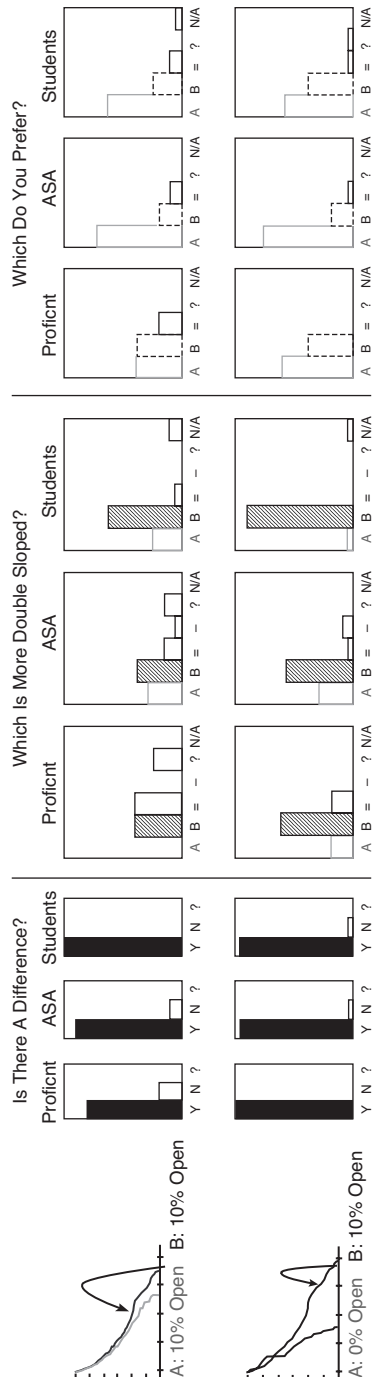 Is There A Difference? Which Is More Double Sloped? Which Do You Prefer?
Proficnt ASA Students Proficnt ASA Students Proficnt ASA Students
A: 10% Open B: 10% Open Y N ? Y N ? Y N ? A B = – ? N/A A B = – ? N/A A B = – ? N/A A B = ? N/A A B = ? N/A A B = ? N/A
A: 0% Open B: 10% Open Y N ? Y N ? Y N ? A B = – ? N/A A B = – ? N/A A B = – ? N/A A B = ? N/A A B = ? N/A A B = ? N/A